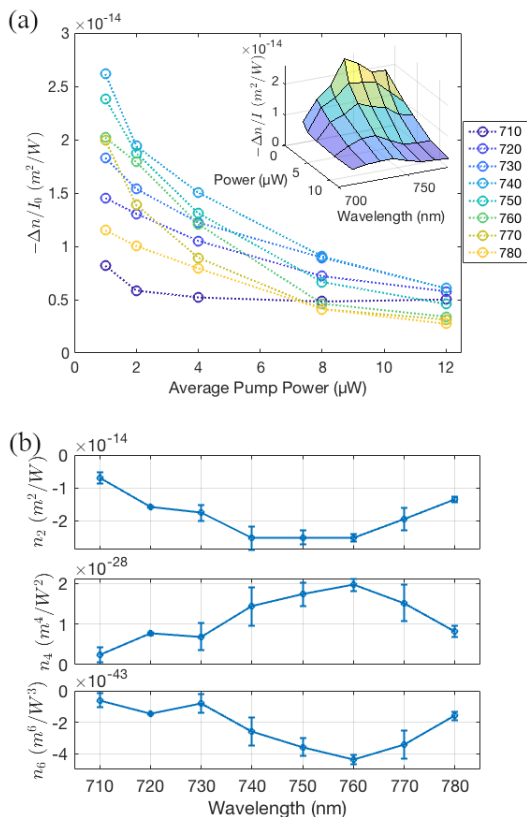 (a)
×10⁻¹⁴
3
2.5
2
1.5
1
0.5
0
−Δn/I₀ (m²/W)
0 2 4 6 8 10 12
Average Pump Power (µW)
×10⁻¹⁴
2
1
0
−Δn/I (m²/W)
0
5
10
Power (µW)
700
750
Wavelength (nm)
710
720
730
740
750
760
770
780
(b)
×10⁻¹⁴
0
-1
-2
n₂ (m²/W)
×10⁻²⁸
2
1
0
n₄ (m⁴/W²)
×10⁻⁴³
0
-2
-4
n₆ (m⁶/W³)
710 720 730 740 750 760 770 780
Wavelength (nm)